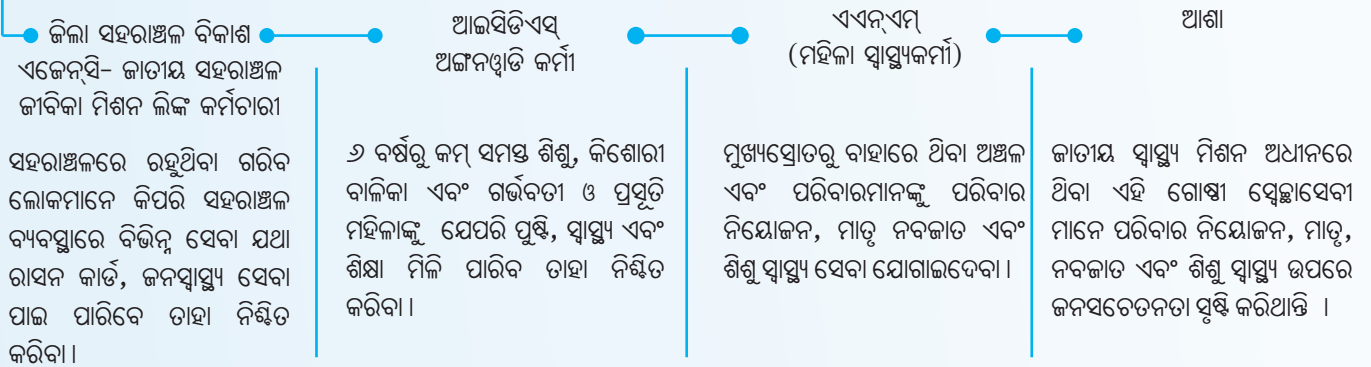 ଜିଲା ସହରାଞ୍ଚଳ ବିକାଶ
ଏଜେନ୍‌ସି- ଜାତୀୟ ସହରାଞ୍ଚଳ
ଜୀବିକା ମିଶନ ଲିଙ୍କ କର୍ମଚାରୀ
ସହରାଞ୍ଚଳରେ ରହୁଥିବା ଗରିବ
ଲୋକମାନେ କିପରି ସହରାଞ୍ଚଳ
ବ୍ୟବସ୍ଥାରେ ବିଭିନ୍ନ ସେବା ଯଥା
ରାସନ କାର୍ଡ, ଜନସ୍ୱାସ୍ଥ୍ୟ ସେବା
ପାଇ ପାରିବେ ତାହା ନିଶ୍ଚିତ
କରିବା।
ଆଇସିଡିଏସ୍
ଅଙ୍ଗନୱାଡି କର୍ମୀ
୬ ବର୍ଷରୁ କମ୍ ସମସ୍ତ ଶିଶୁ, କିଶୋରୀ
ବାଳିକା ଏବଂ ଗର୍ଭବତୀ ଓ ପ୍ରସୂତି
ମହିଳାଙ୍କୁ ଯେପରି ପୁଷ୍ଟି, ସ୍ୱାସ୍ଥ୍ୟ ଏବଂ
ଶିକ୍ଷା ମିଳି ପାରିବ ତାହା ନିଶ୍ଚିତ
କରିବା।
ଏଏନ୍‌ଏମ୍
(ମହିଳା ସ୍ୱାସ୍ଥ୍ୟକର୍ମୀ)
ମୁଖ୍ୟସ୍ରୋତରୁ ବାହାରେ ଥିବା ଅଞ୍ଚଳ
ଏବଂ ପରିବାରମାନଙ୍କୁ ପରିବାର
ନିୟୋଜନ, ମାତୃ ନବଜାତ ଏବଂ
ଶିଶୁ ସ୍ୱାସ୍ଥ୍ୟ ସେବା ଯୋଗାଇଦେବା।
ଆଶା
ଜାତୀୟ ସ୍ୱାସ୍ଥ୍ୟ ମିଶନ ଅଧୀନରେ
ଥିବା ଏହି ଗୋଷ୍ଠୀ ସ୍ୱେଚ୍ଛାସେବୀ
ମାନେ ପରିବାର ନିୟୋଜନ, ମାତୃ,
ନବଜାତ ଏବଂ ଶିଶୁ ସ୍ୱାସ୍ଥ୍ୟ ଉପରେ
ଜନସଚେତନତା ସୃଷ୍ଟି କରିଥାନ୍ତି ।